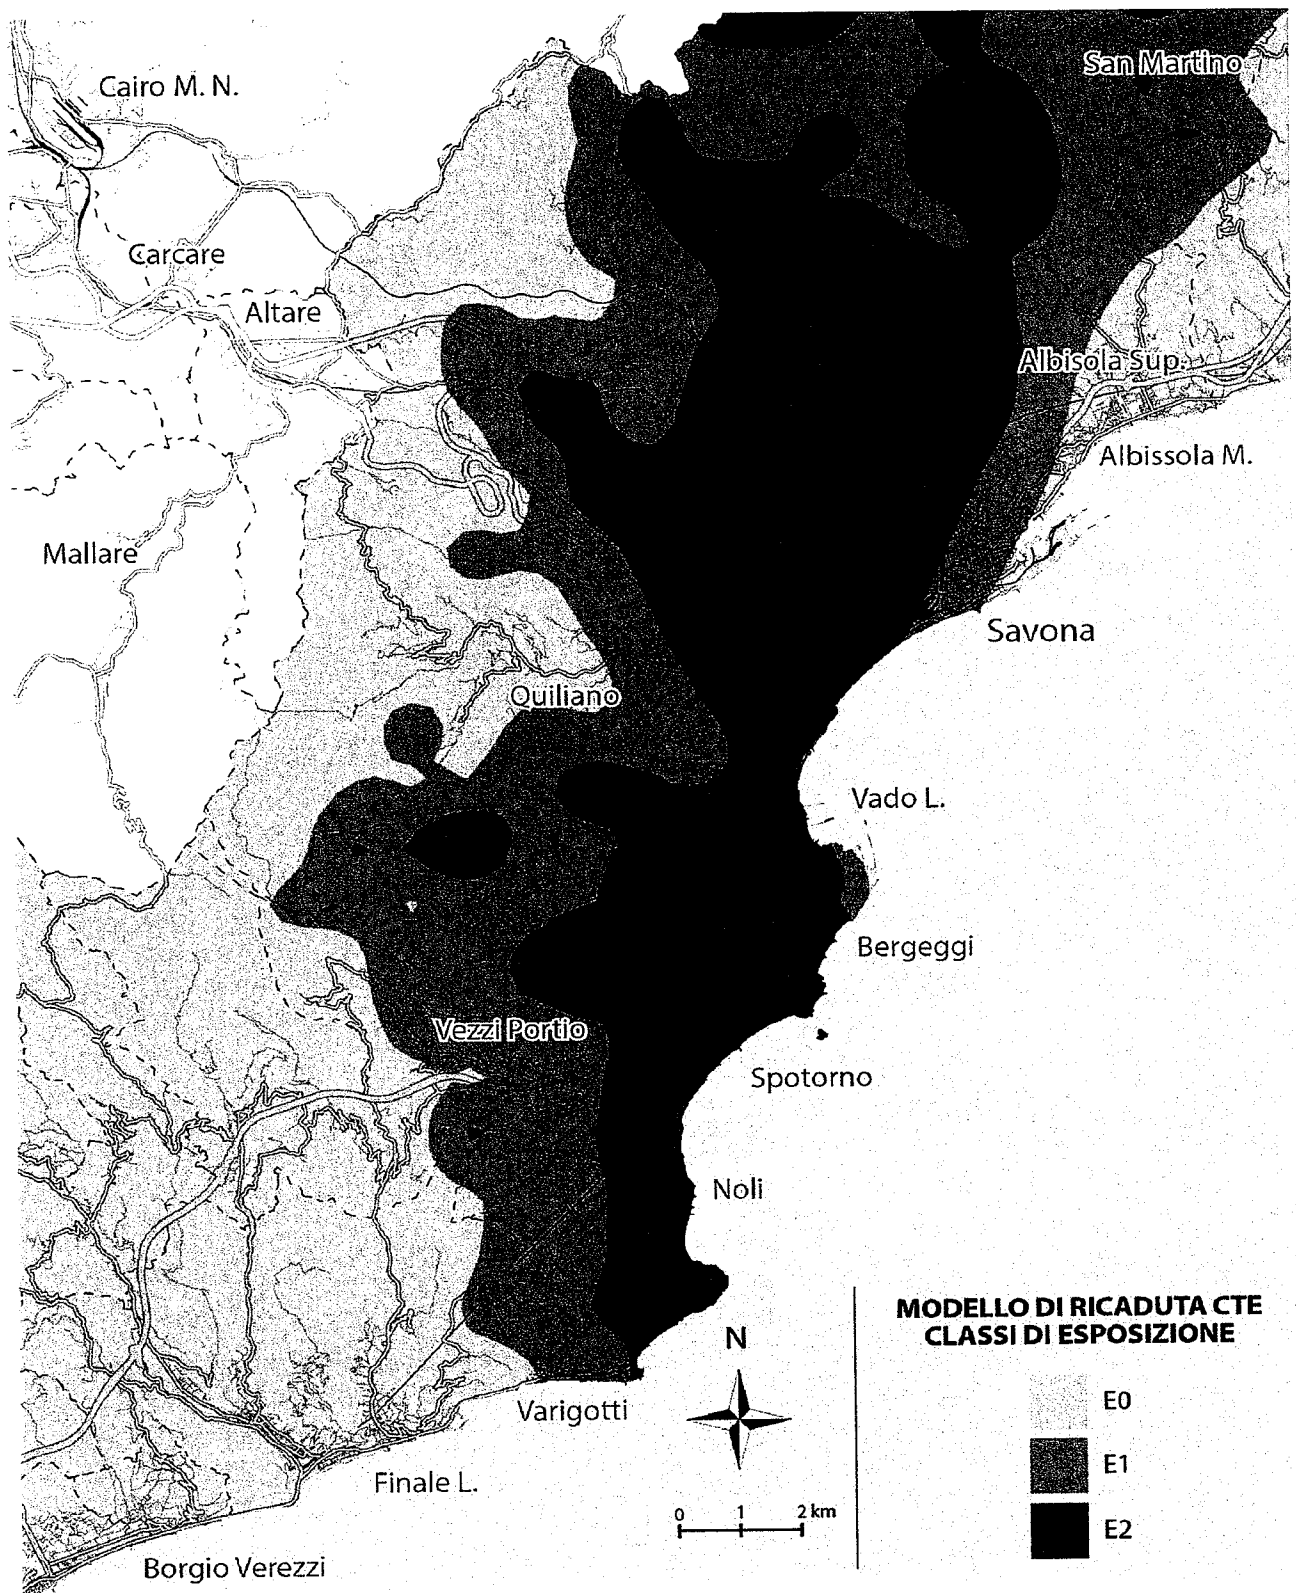 San Martino
Cairo M. N.
Carcare
Altare
Albisola Sup.
Albissola M.
Mallare
Savona
Quiliano
Vado L.
Bergeggi
Vezzi Portio
Spotorno
Noli
MODELLO DI RICADUTA CTE
CLASSI DI ESPOSIZIONE
N
E0
Varigotti
E1
Finale L.
0 1 2 km
E2
Borgio Verezzi